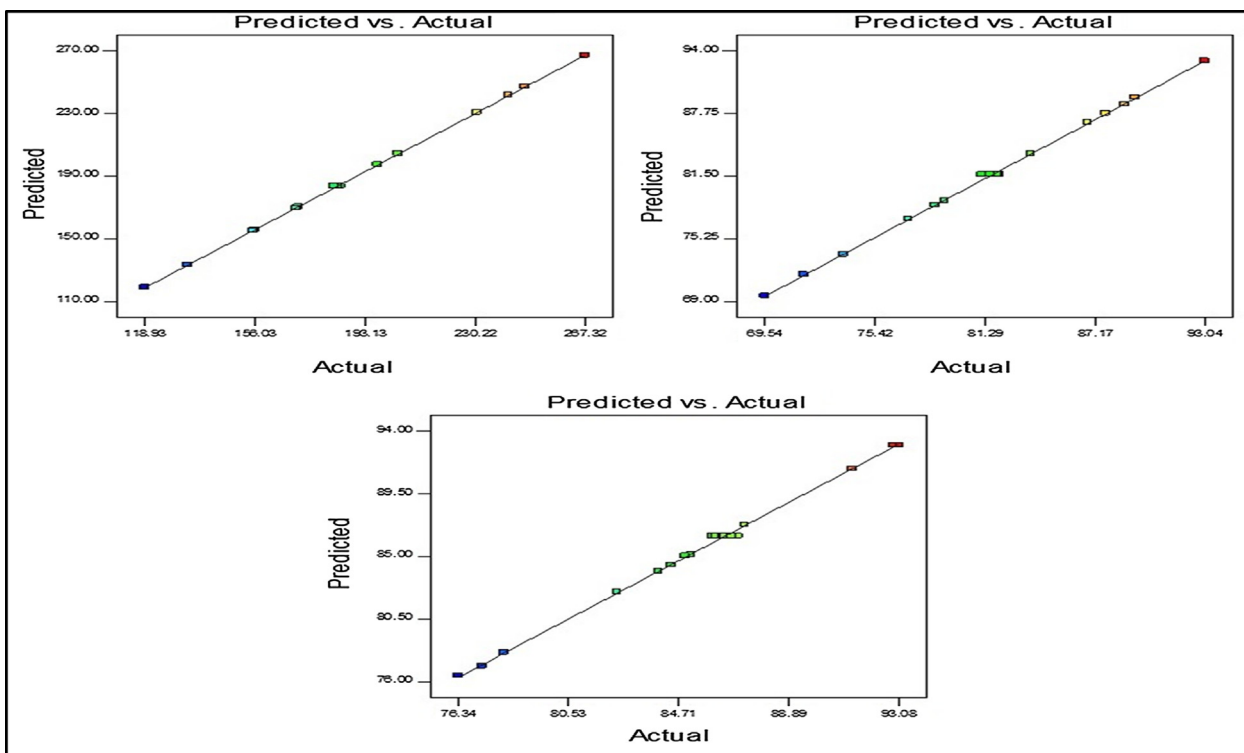 Predicted vs. Actual
270.00
230.00
190.00
150.00
110.00
Predicted
118.93 156.03 193.13 230.22 267.32
Actual
Predicted vs. Actual
94.00
87.75
81.50
75.25
69.00
Predicted
69.54 75.42 81.29 87.17 93.04
Actual
Predicted vs. Actual
94.00
89.50
85.00
80.50
76.00
Predicted
76.34 80.53 84.71 88.89 93.08
Actual